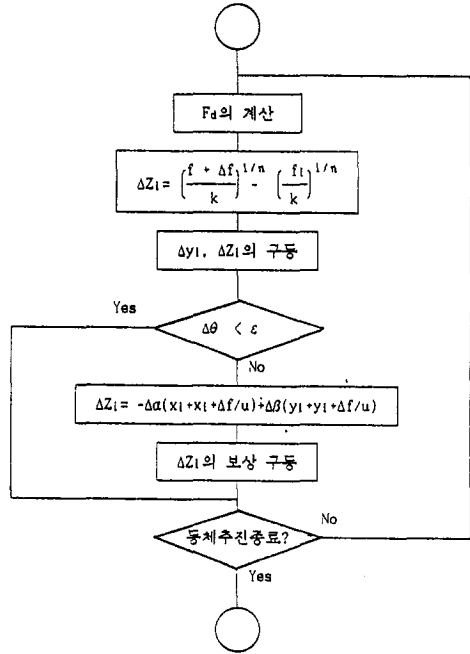 Fd의 계산
ΔZi = (f + Δf / k)^1/n - (fi / k)^1/n
Δyi, ΔZi의 구동
Yes
Δθ < ε
No
ΔZi = -Δα(xi+xi+Δf/u)+Δβ(yi+yi+Δf/u)
ΔZi의 보상 구동
No
동체추진종료?
Yes